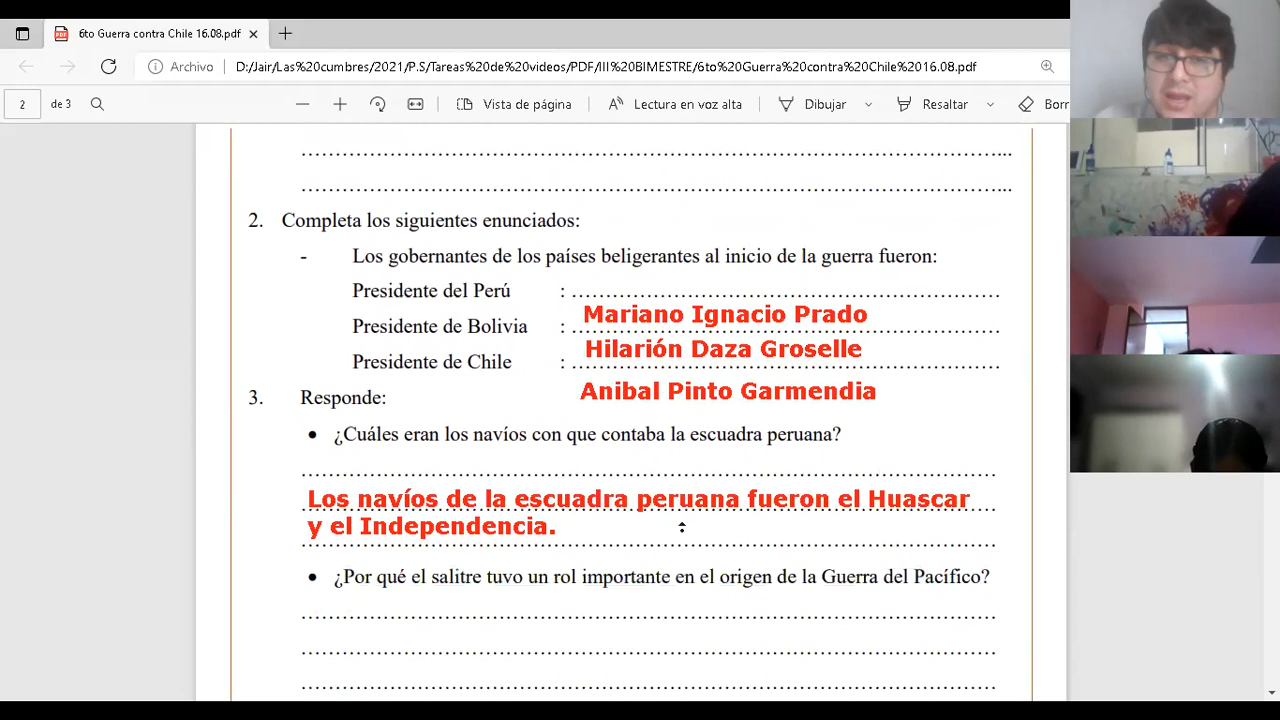 6to Guerra contra Chile 16.08.pdf
Archivo
D:/Jair/Las%20cumbres/2021/P.S/Tareas%20de%20videos/PDF/III%20BIMESTRE/6to%20Guerra%20contra%20Chile%2016.08.pdf
2 de 3
Vista de página
Lectura en voz alta
Dibujar
Resaltar
Borr
………………………………………………………………………………………...
………………………………………………………………………………………...
2. Completa los siguientes enunciados:
- Los gobernantes de los países beligerantes al inicio de la guerra fueron:
Presidente del Perú : ……………………………………………………
Mariano Ignacio Prado
Presidente de Bolivia : ……………………………………………………
Hilarión Daza Groselle
Presidente de Chile : ……………………………………………………
Anibal Pinto Garmendia
3. Responde:
• ¿Cuáles eran los navíos con que contaba la escuadra peruana?
………………………………………………………………………………………
Los navíos de la escuadra peruana fueron el Huascar
………………………………………………………………………………………
y el Independencia.
………………………………………………………………………………………
• ¿Por qué el salitre tuvo un rol importante en el origen de la Guerra del Pacífico?
………………………………………………………………………………………
………………………………………………………………………………………
………………………………………………………………………………………